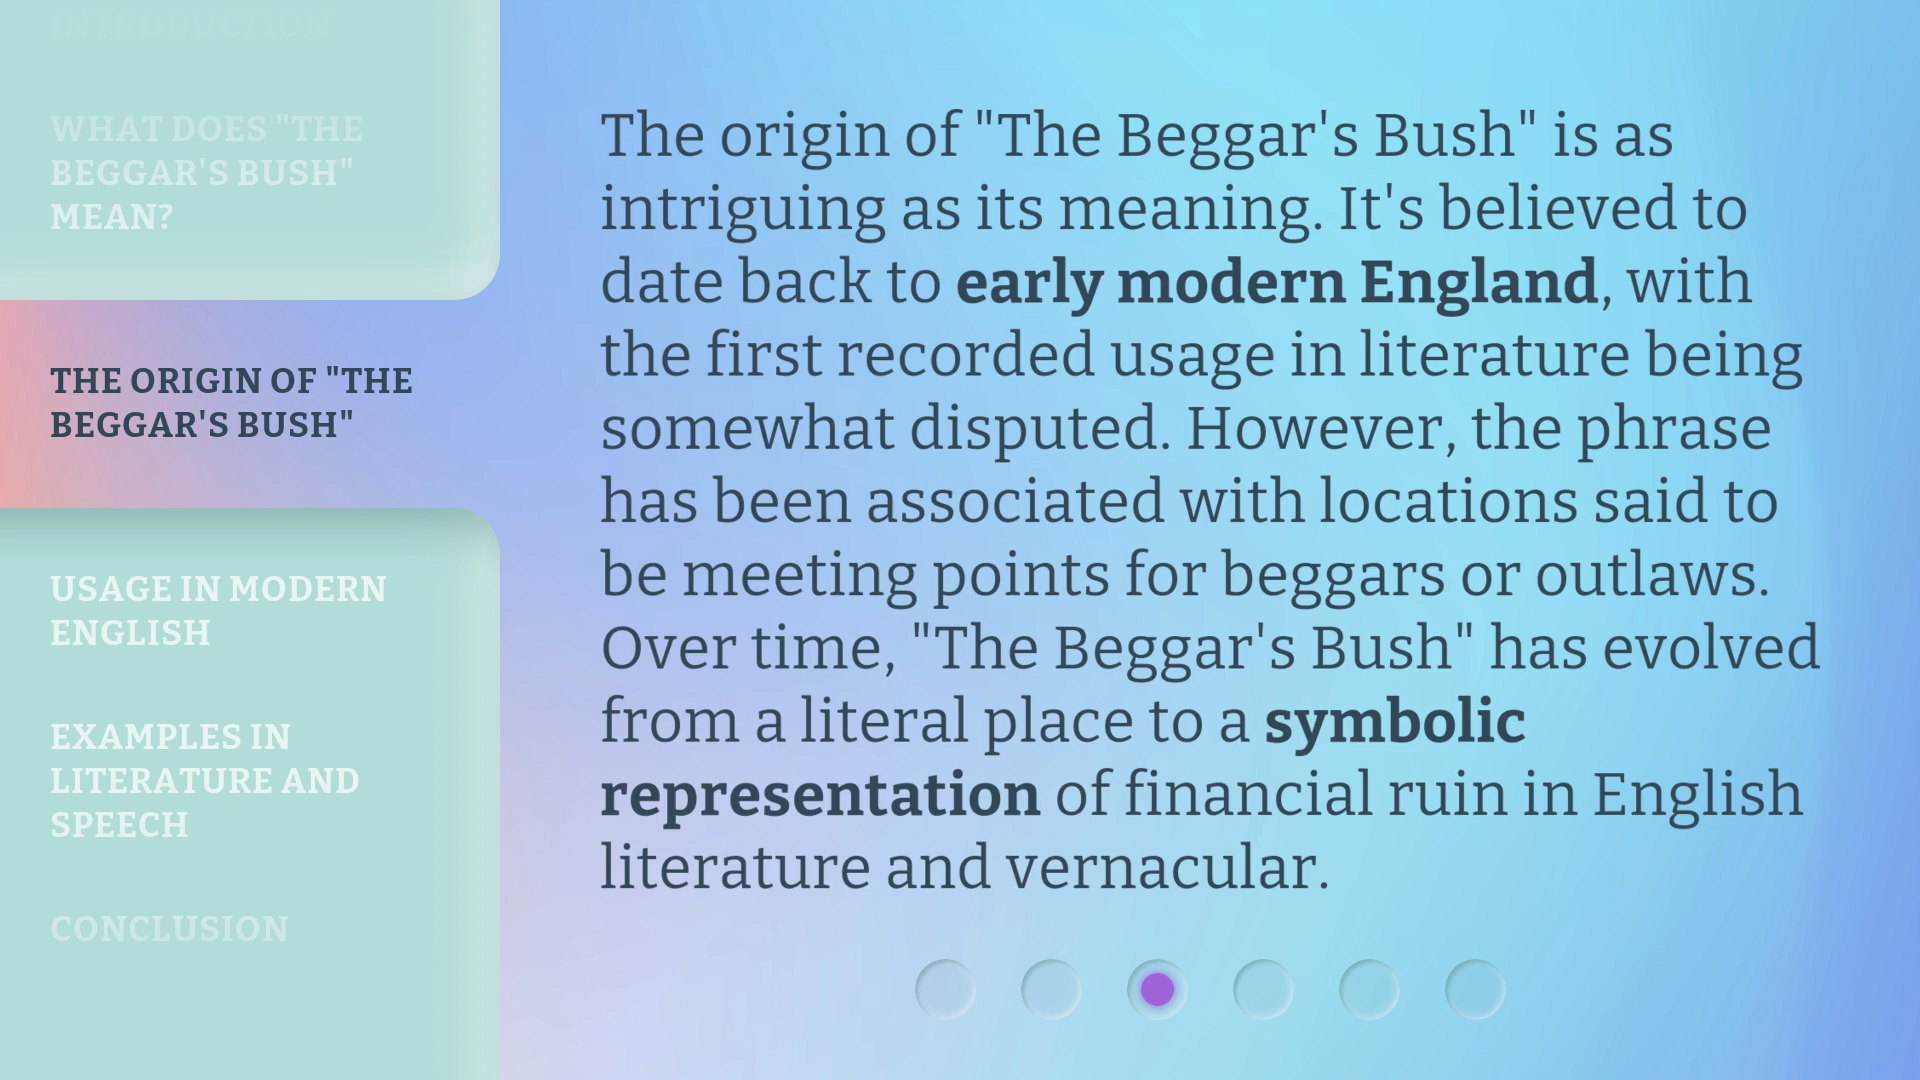 INTRODUCTION
WHAT DOES "THE
BEGGAR'S BUSH"
MEAN?
THE ORIGIN OF "THE
BEGGAR'S BUSH"
USAGE IN MODERN
ENGLISH
EXAMPLES IN
LITERATURE AND
SPEECH
CONCLUSION
The origin of "The Beggar's Bush" is as
intriguing as its meaning. It's believed to
date back to early modern England, with
the first recorded usage in literature being
somewhat disputed. However, the phrase
has been associated with locations said to
be meeting points for beggars or outlaws.
Over time, "The Beggar's Bush" has evolved
from a literal place to a symbolic
representation of financial ruin in English
literature and vernacular.